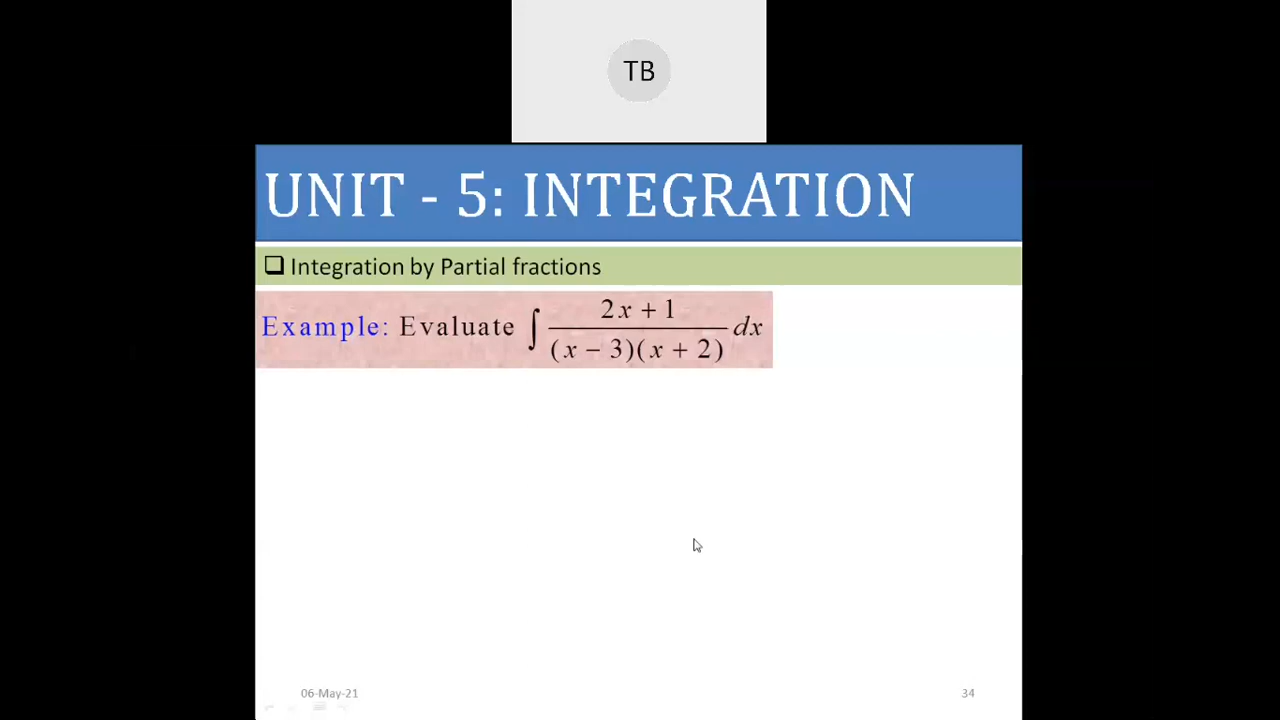 TB
UNIT - 5: INTEGRATION
❑ Integration by Partial fractions
Example: Evaluate ∫ (2x + 1)/((x − 3)(x + 2)) dx
06-May-21
34